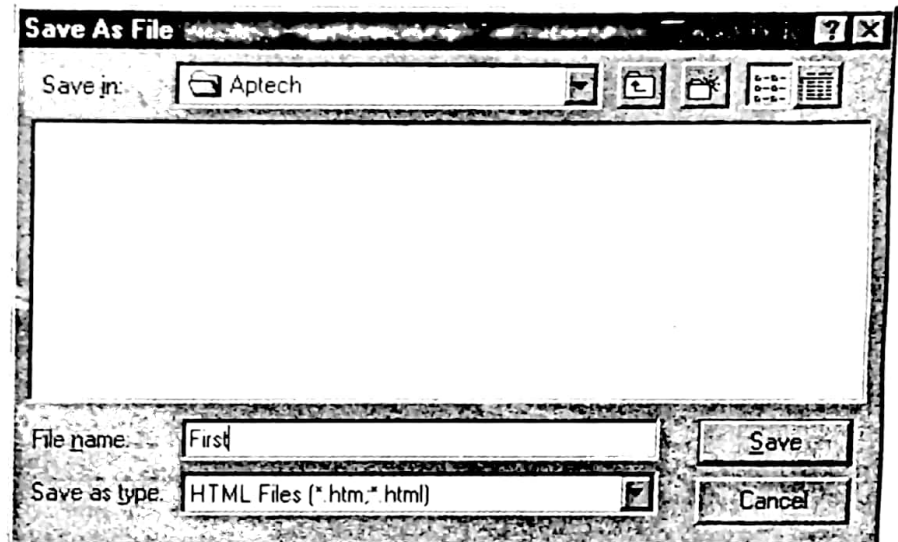 Save As File
Save in: Aptech
File name: First
Save
Save as type: HTML Files (*.htm;*.html)
Cancel